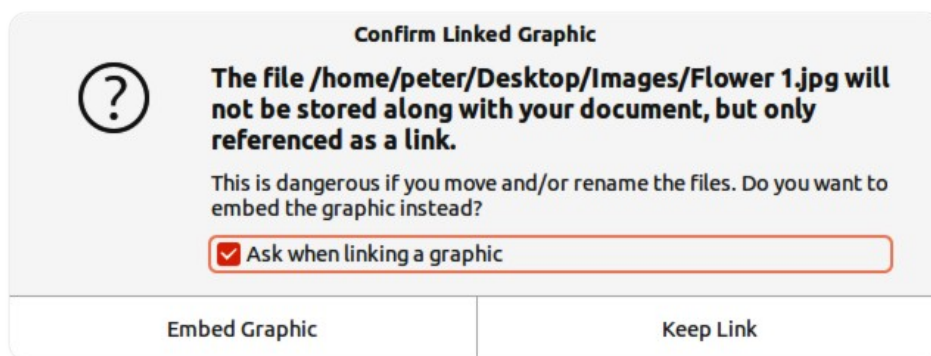 Confirm Linked Graphic
The file /home/peter/Desktop/Images/Flower 1.jpg will
not be stored along with your document, but only
referenced as a link.
This is dangerous if you move and/or rename the files. Do you want to
embed the graphic instead?
Ask when linking a graphic
Embed Graphic
Keep Link